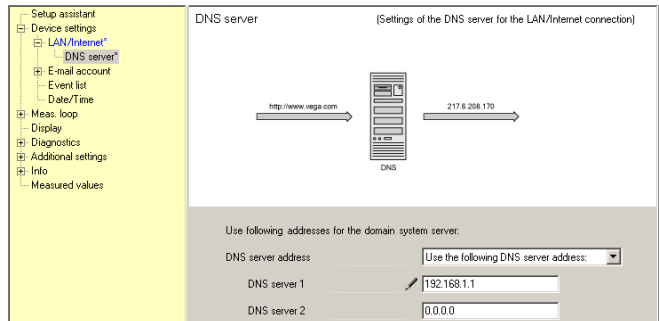 Setup assistant
Device settings
LAN/Internet*
DNS server*
E-mail account
Event list
Date/Time
Meas. loop
Display
Diagnostics
Additional settings
Info
Measured values
DNS server
(Settings of the DNS server for the LAN/Internet connection)
http://www.vega.com
217.6.208.170
DNS
Use following addresses for the domain system server:
DNS server address
Use the following DNS server address:
DNS server 1
192.168.1.1
DNS server 2
0.0.0.0